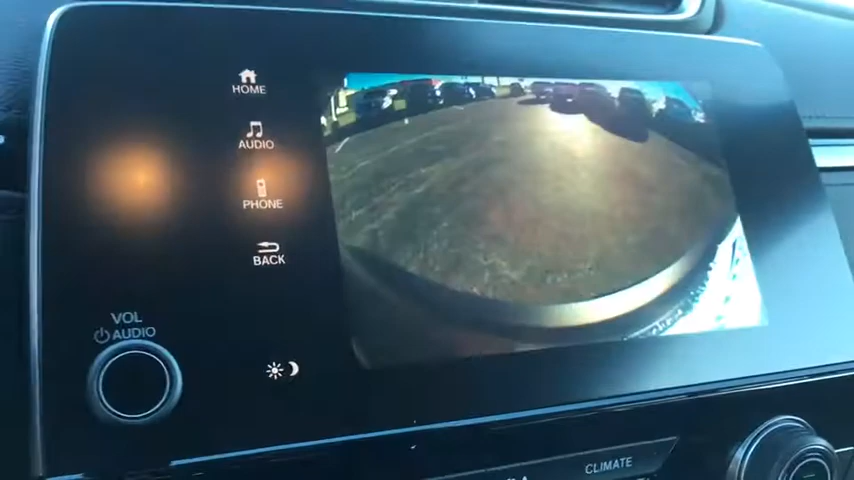 HOME
AUDIO
PHONE
BACK
VOL
AUDIO
CLIMATE